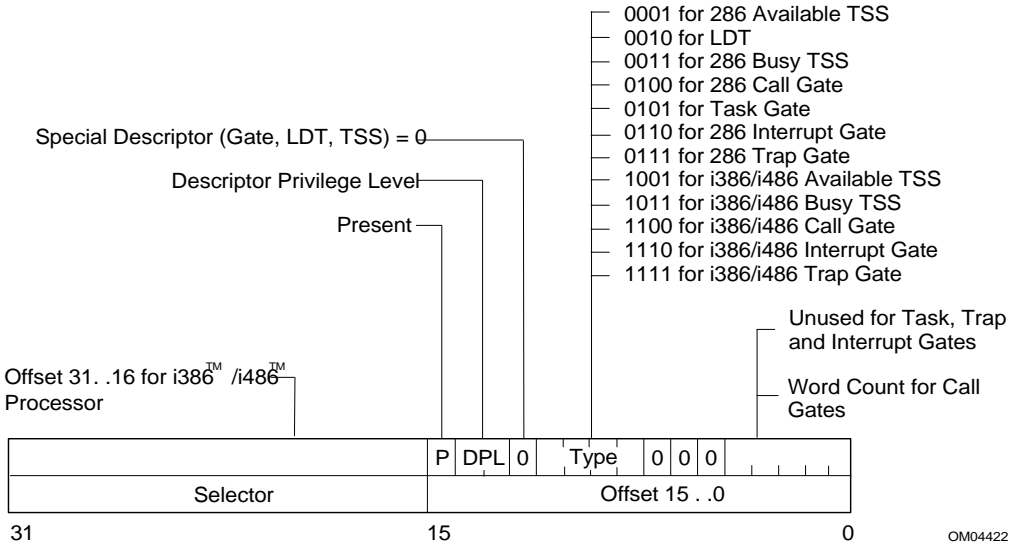 0001 for 286 Available TSS
0010 for LDT
0011 for 286 Busy TSS
0100 for 286 Call Gate
0101 for Task Gate
0110 for 286 Interrupt Gate
0111 for 286 Trap Gate
1001 for i386/i486 Available TSS
1011 for i386/i486 Busy TSS
1100 for i386/i486 Call Gate
1110 for i386/i486 Interrupt Gate
1111 for i386/i486 Trap Gate
Special Descriptor (Gate, LDT, TSS) = 0
Descriptor Privilege Level
Present
Unused for Task, Trap
and Interrupt Gates
Word Count for Call
Gates
Offset 31. .16 for i386™ /i486™
Processor
P DPL 0 Type 0 0 0
Selector Offset 15 . .0
31 15 0
OM04422